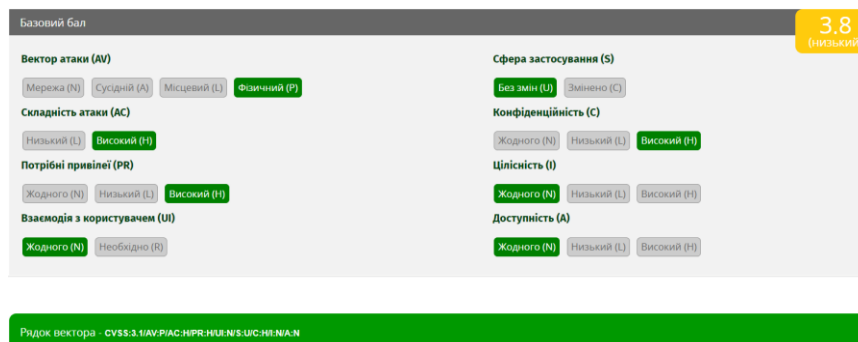 Базовий бал
3.8
(низький
Вектор атаки (AV)
Мережа (N) Сусідній (A) Місцевий (L) Фізичний (P)
Складність атаки (AC)
Низький (L) Високий (H)
Потрібні привілеї (PR)
Жодного (N) Низький (L) Високий (H)
Взаємодія з користувачем (UI)
Жодного (N) Необхідно (R)
Сфера застосування (S)
Без змін (U) Змінено (C)
Конфіденційність (C)
Жодного (N) Низький (L) Високий (H)
Цілісність (I)
Жодного (N) Низький (L) Високий (H)
Доступність (A)
Жодного (N) Низький (L) Високий (H)
Рядок вектора - CVSS:3.1/AV:P/AC:H/PR:H/UI:N/S:U/C:H/I:N/A:N